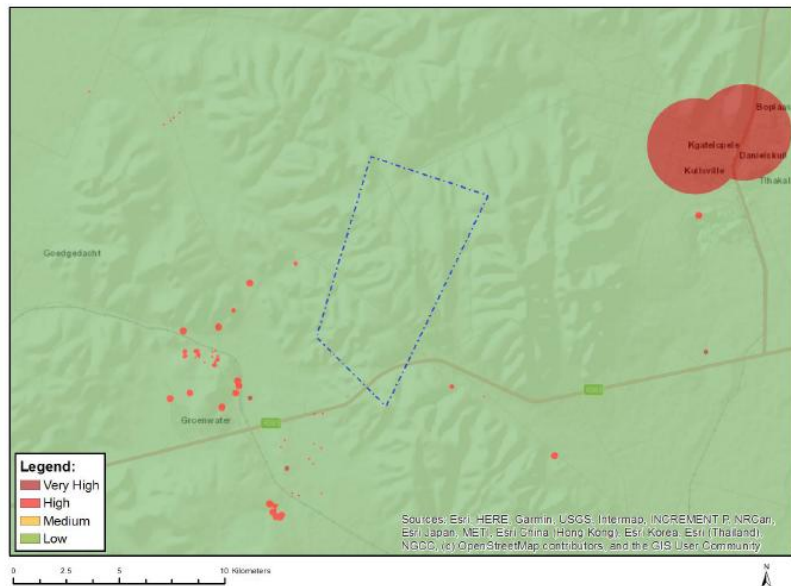 Boplaas
Kgatelopele
Danielskuil
Kuilsville
Tlhakal
Goedgedacht
Groenwater
Legend:
Very High
High
Medium
Low
Sources: Esri, HERE, Garmin, USGS, Intermap, INCREMENT P, NRCan,
Esri Japan, METI, Esri China (Hong Kong), Esri Korea, Esri (Thailand),
NGCC, (c) OpenStreetMap contributors, and the GIS User Community
0 2.5 5 10 Kilometers
N